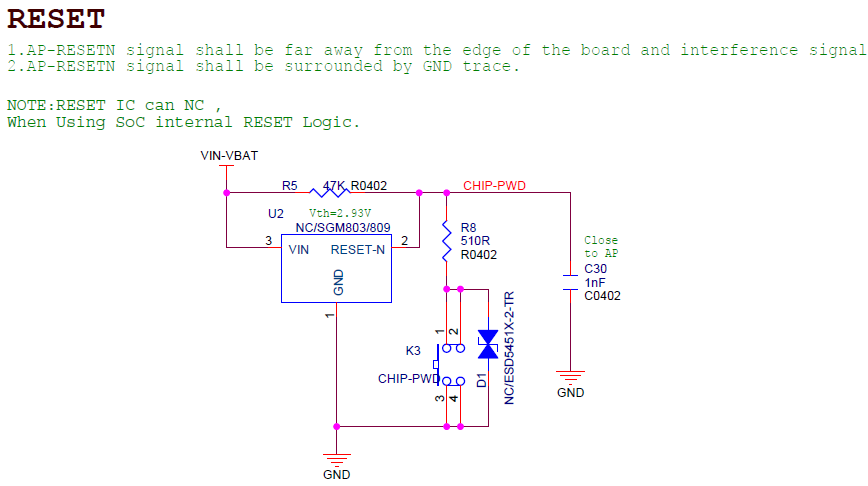 RESET
1.AP-RESETN signal shall be far away from the edge of the board and interference signal
2.AP-RESETN signal shall be surrounded by GND trace.
NOTE:RESET IC can NC ,
When Using SoC internal RESET Logic.
VIN-VBAT
R5 47K R0402
CHIP-PWD
U2 Vth=2.93V
NC/SGM803/809
3 VIN RESET-N 2
GND
1
R8
510R
R0402
Close
to AP
C30
1nF
C0402
GND
1 2
K3
CHIP-PWD
3 4
D1
NC/ESD5451X-2-TR
GND